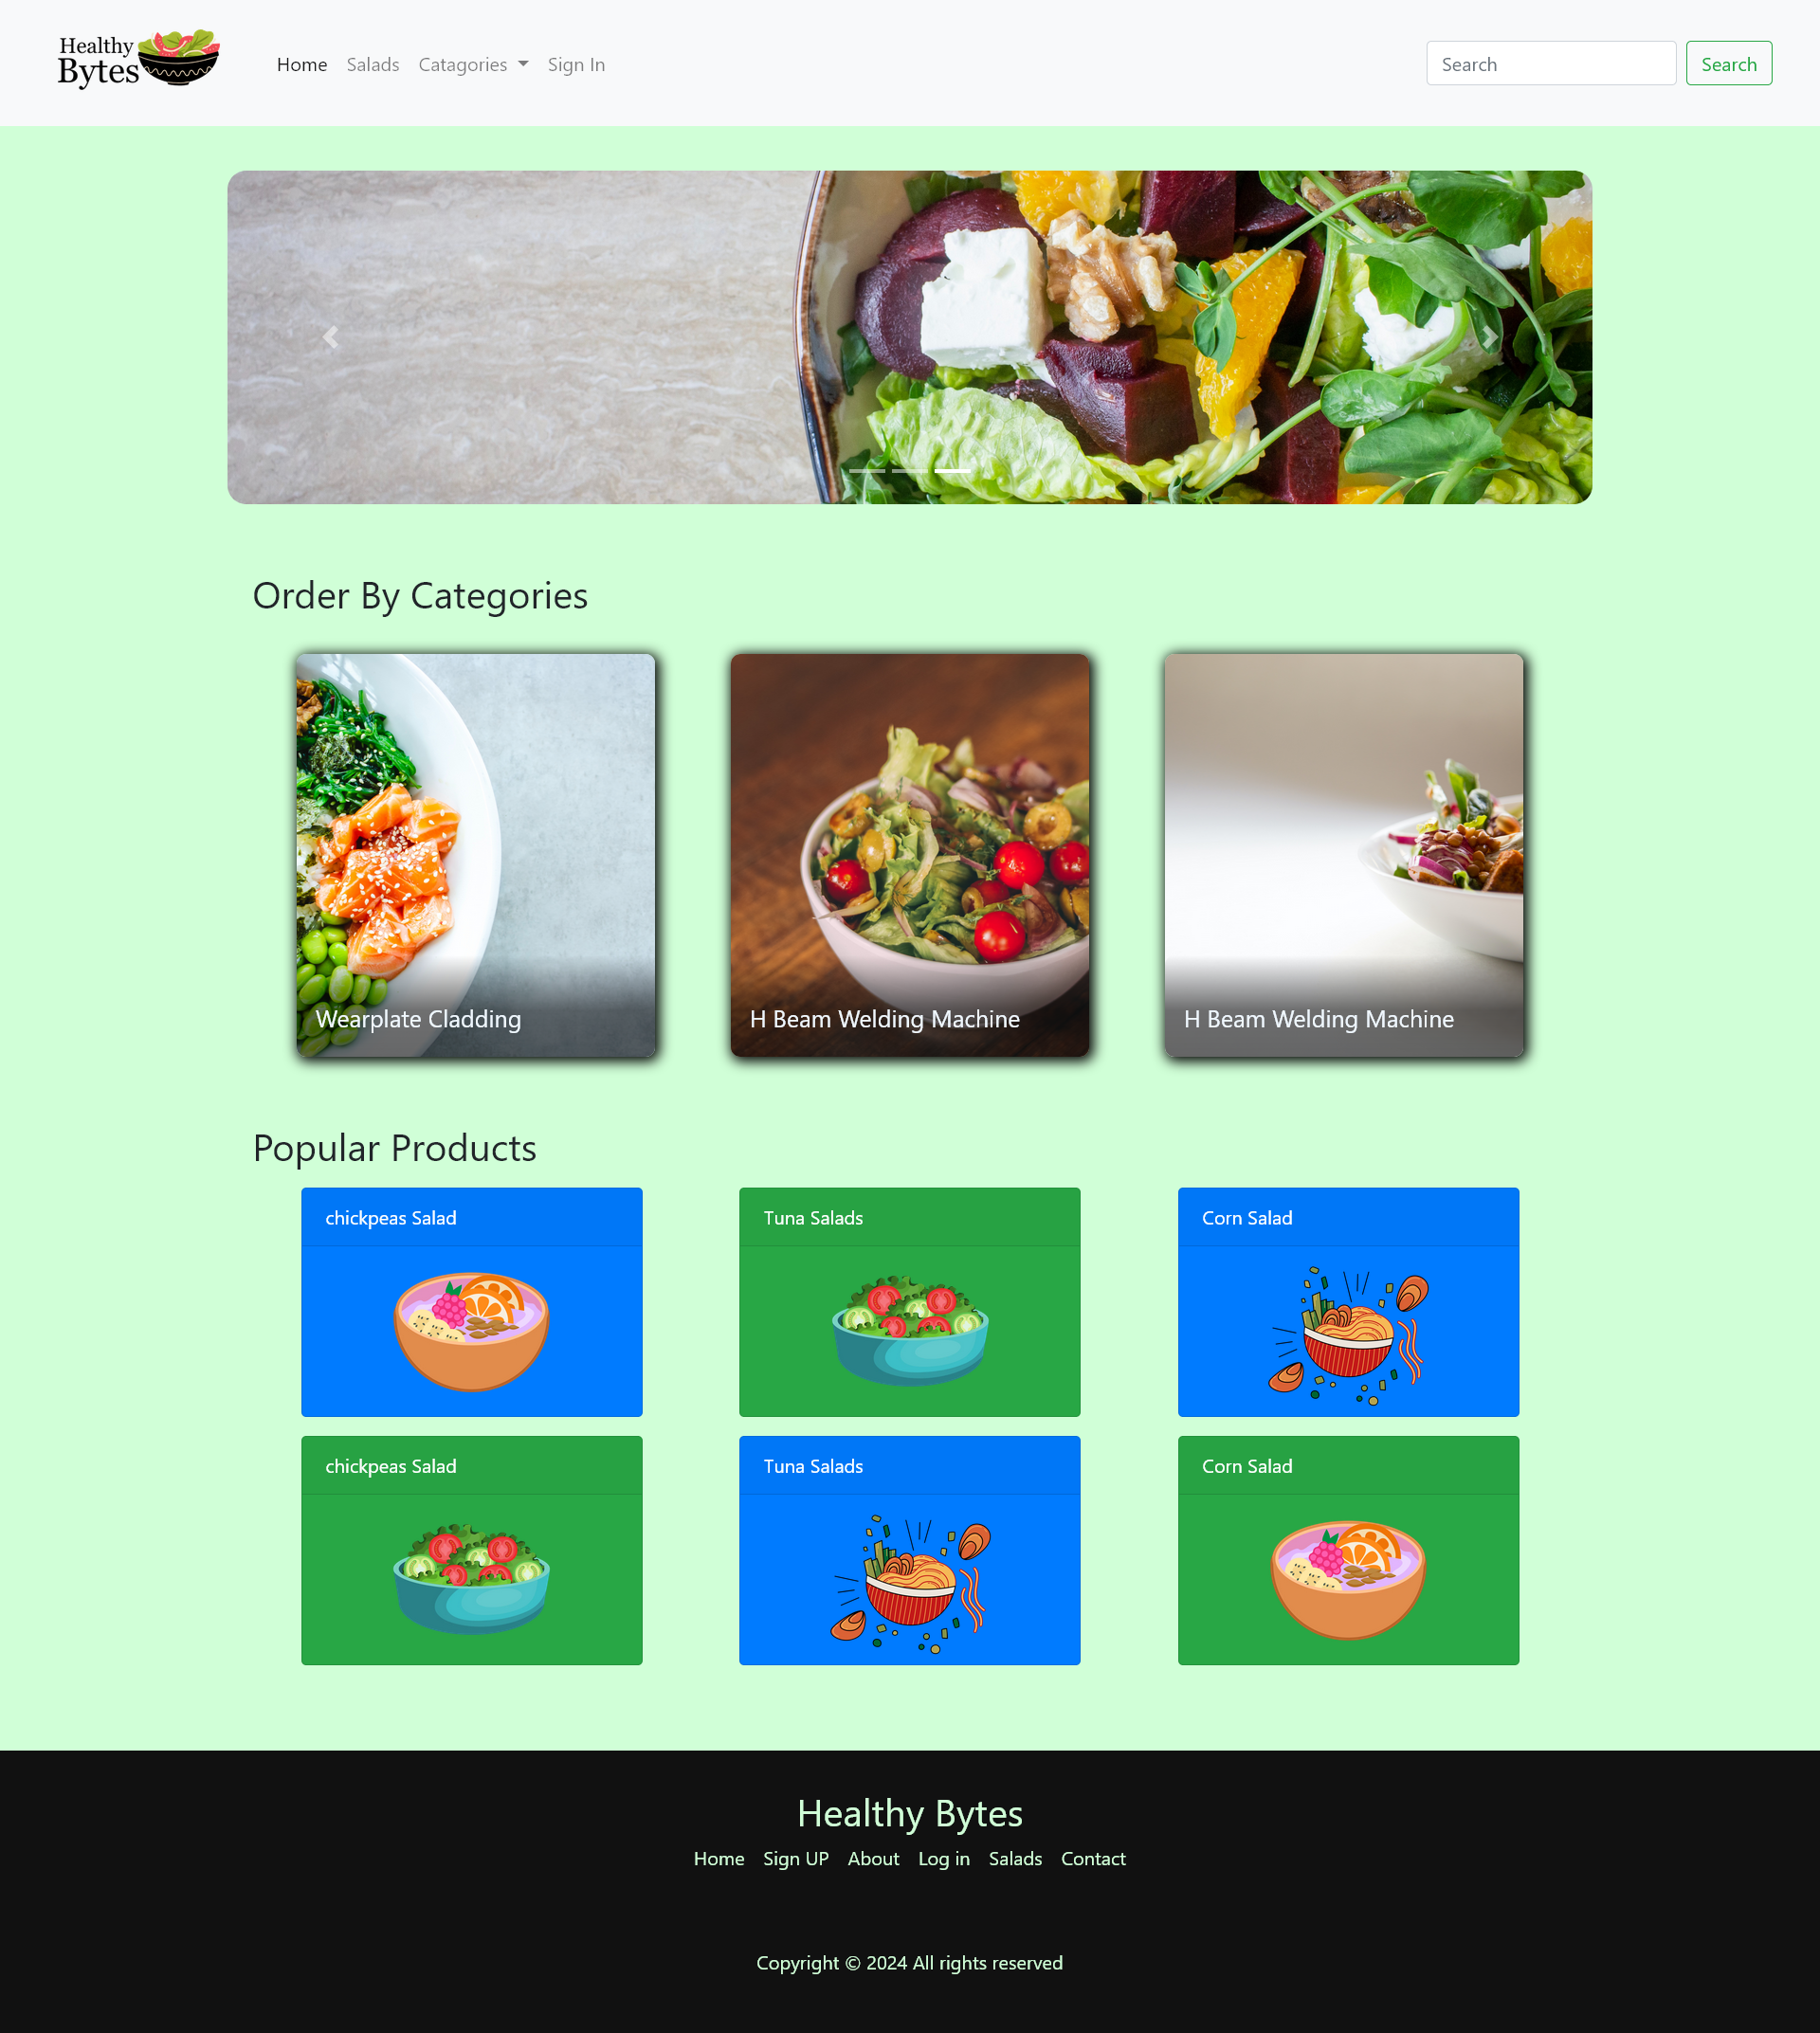 Healthy
Bytes
Home Salads Catagories Sign In
Search Search
Order By Categories
Wearplate Cladding
H Beam Welding Machine
H Beam Welding Machine
Popular Products
chickpeas Salad
Tuna Salads
Corn Salad
chickpeas Salad
Tuna Salads
Corn Salad
Healthy Bytes
Home Sign UP About Log in Salads Contact
Copyright © 2024 All rights reserved